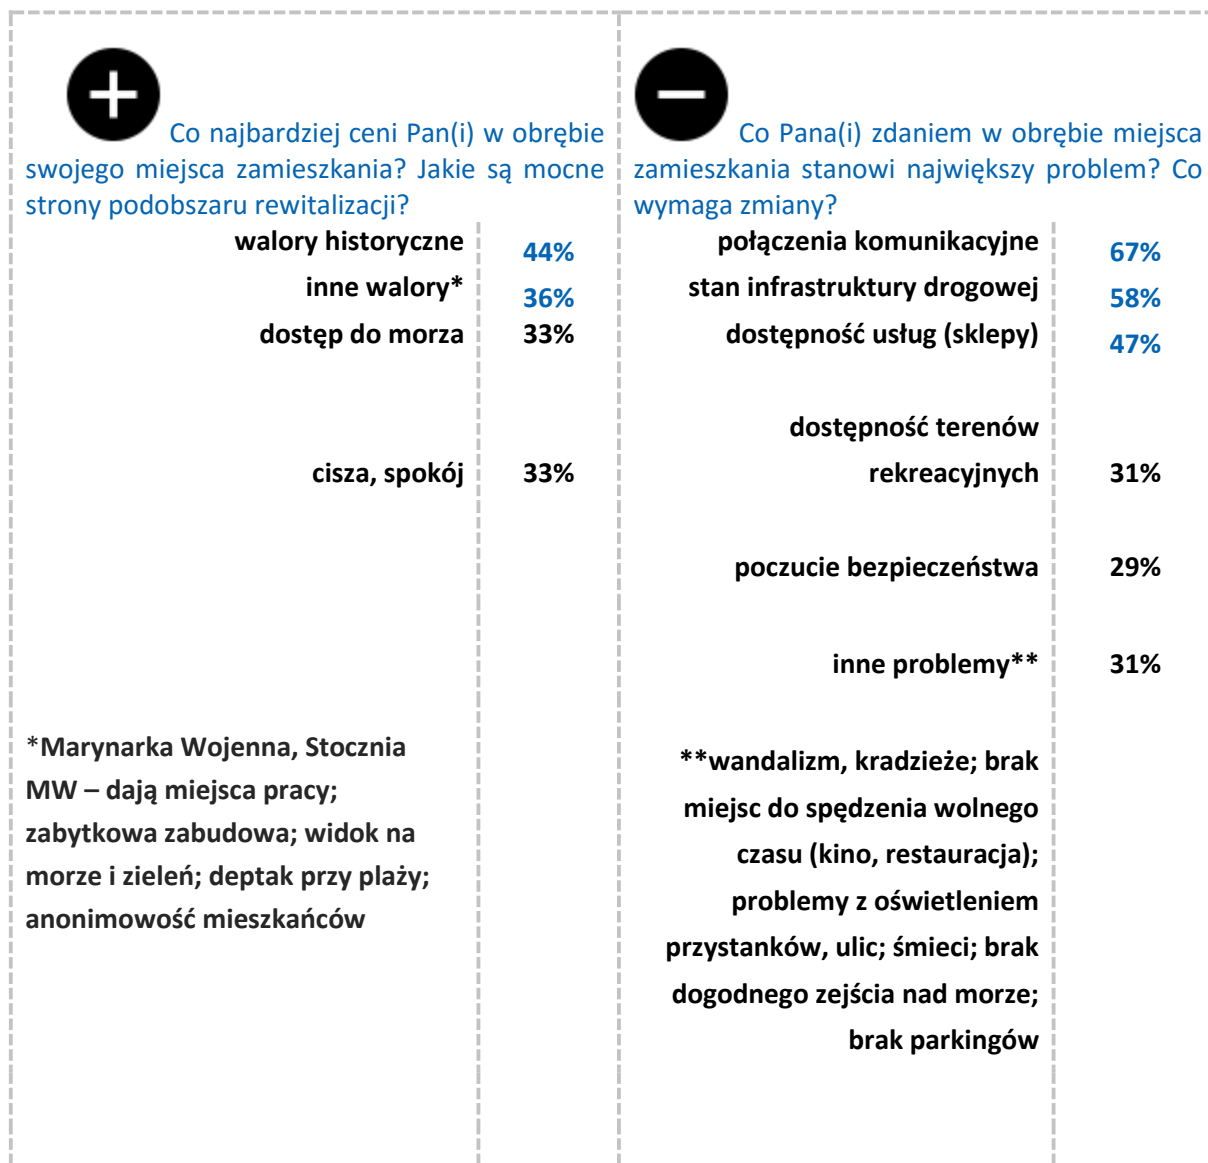 Co najbardziej ceni Pan(i) w obrębie
swojego miejsca zamieszkania? Jakie są mocne
strony podobszaru rewitalizacji?
walory historyczne 44%
inne walory* 36%
dostęp do morza 33%
cisza, spokój 33%
*Marynarka Wojenna, Stocznia
MW – dają miejsca pracy;
zabytkowa zabudowa; widok na
morze i zieleń; deptak przy plaży;
anonimowość mieszkańców
Co Pana(i) zdaniem w obrębie miejsca
zamieszkania stanowi największy problem? Co
wymaga zmiany?
połączenia komunikacyjne 67%
stan infrastruktury drogowej 58%
dostępność usług (sklepy) 47%
dostępność terenów
rekreacyjnych 31%
poczucie bezpieczeństwa 29%
inne problemy** 31%
**wandalizm, kradzieże; brak
miejsc do spędzenia wolnego
czasu (kino, restauracja);
problemy z oświetleniem
przystanków, ulic; śmieci; brak
dogodnego zejścia nad morze;
brak parkingów